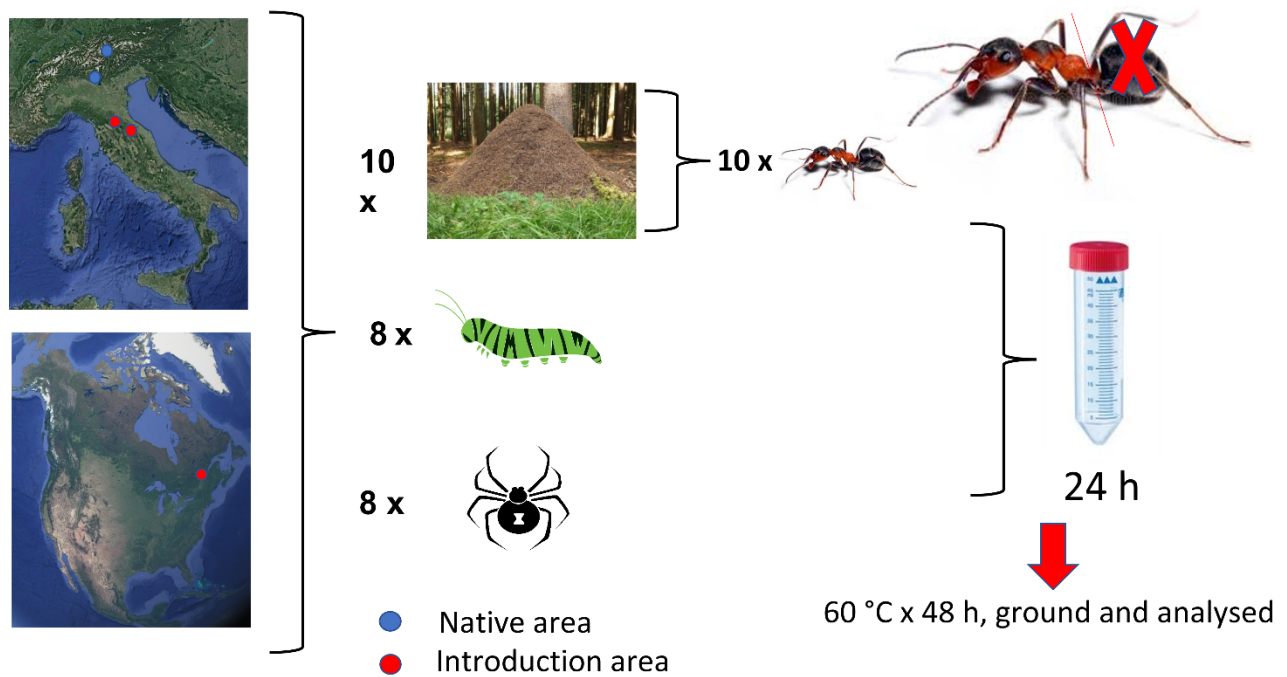 10
x
10 x
8 x
8 x
24 h
60 °C x 48 h, ground and analysed
Native area
Introduction area